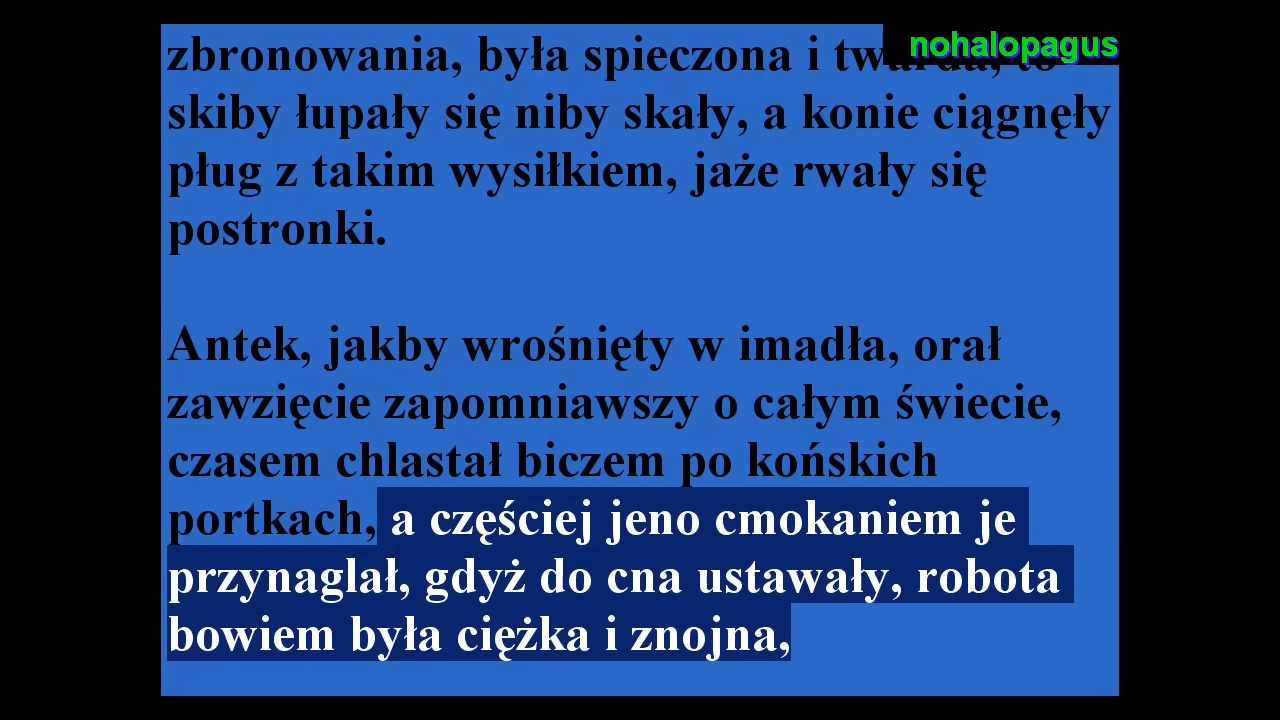 zbronowania, była spieczona i twarda, to
nohalopagus
skiby łupały się niby skały, a konie ciągnęły
pług z takim wysiłkiem, jaże rwały się
postronki.
Antek, jakby wrośnięty w imadła, orał
zawzięcie zapomniawszy o całym świecie,
czasem chlastał biczem po końskich
portkach, a częściej jeno cmokaniem je
przynaglał, gdyż do cna ustawały, robota
bowiem była ciężka i znojna,